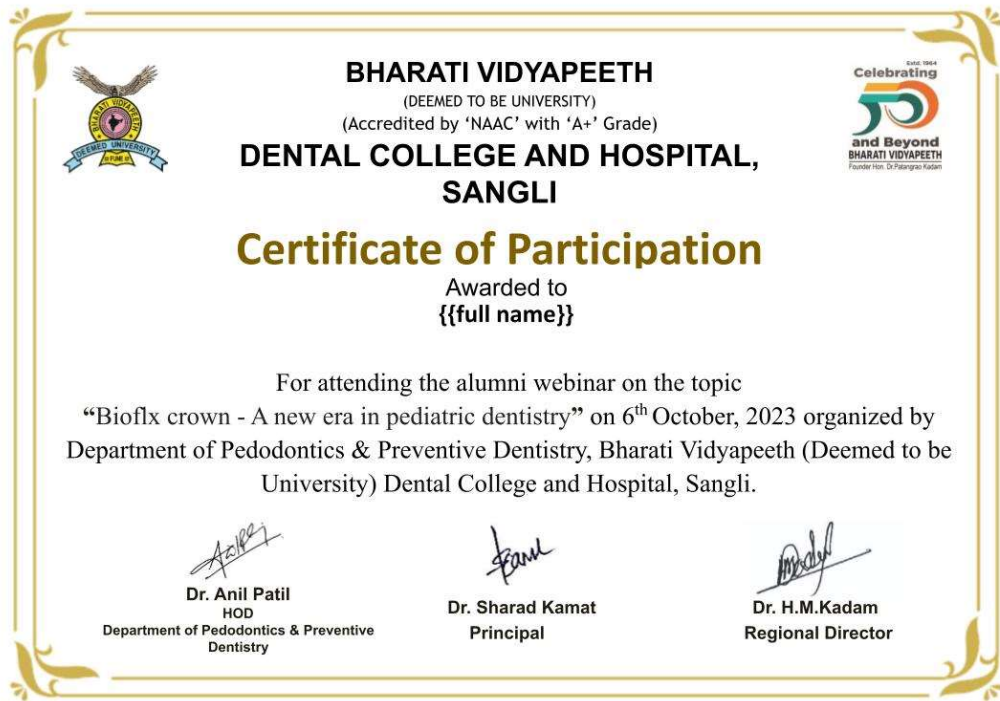 BHARATI VIDYAPEETH
(DEEMED TO BE UNIVERSITY)
(Accredited by ‘NAAC’ with ‘A+’ Grade)
DENTAL COLLEGE AND HOSPITAL,
SANGLI
BHARATI VIDYAPEETH
DEEMED UNIVERSITY
PUNE
Estd. 1964
Celebrating
50
and Beyond
BHARATI VIDYAPEETH
Founder Hon. Dr.Patangrao Kadam
Certificate of Participation
Awarded to
{{full name}}
For attending the alumni webinar on the topic
“Bioflx crown - A new era in pediatric dentistry” on 6th October, 2023 organized by
Department of Pedodontics & Preventive Dentistry, Bharati Vidyapeeth (Deemed to be
University) Dental College and Hospital, Sangli.
Dr. Anil Patil
HOD
Department of Pedodontics & Preventive
Dentistry
Dr. Sharad Kamat
Principal
Dr. H.M.Kadam
Regional Director